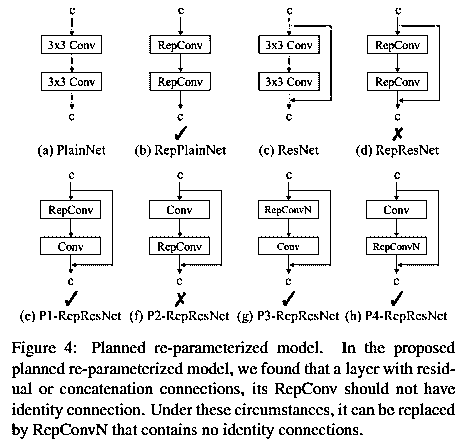 c c c c
3x3 Conv RepConv 3x3 Conv RepConv
3x3 Conv RepConv 3x3 Conv RepConv
c c c c
✓ ✗
(a) PlainNet (b) RepPlainNet (c) ResNet (d) RepResNet
c c c c
RepConv Conv RepConvN Conv
Conv RepConv Conv RepConvN
c c c c
✓ ✗ ✓ ✓
(e) P1-RepResNet (f) P2-RepResNet (g) P3-RepResNet (h) P4-RepResNet
Figure 4: Planned re-parameterized model. In the proposed
planned re-parameterized model, we found that a layer with resid-
ual or concatenation connections, its RepConv should not have
identity connection. Under these circumstances, it can be replaced
by RepConvN that contains no identity connections.